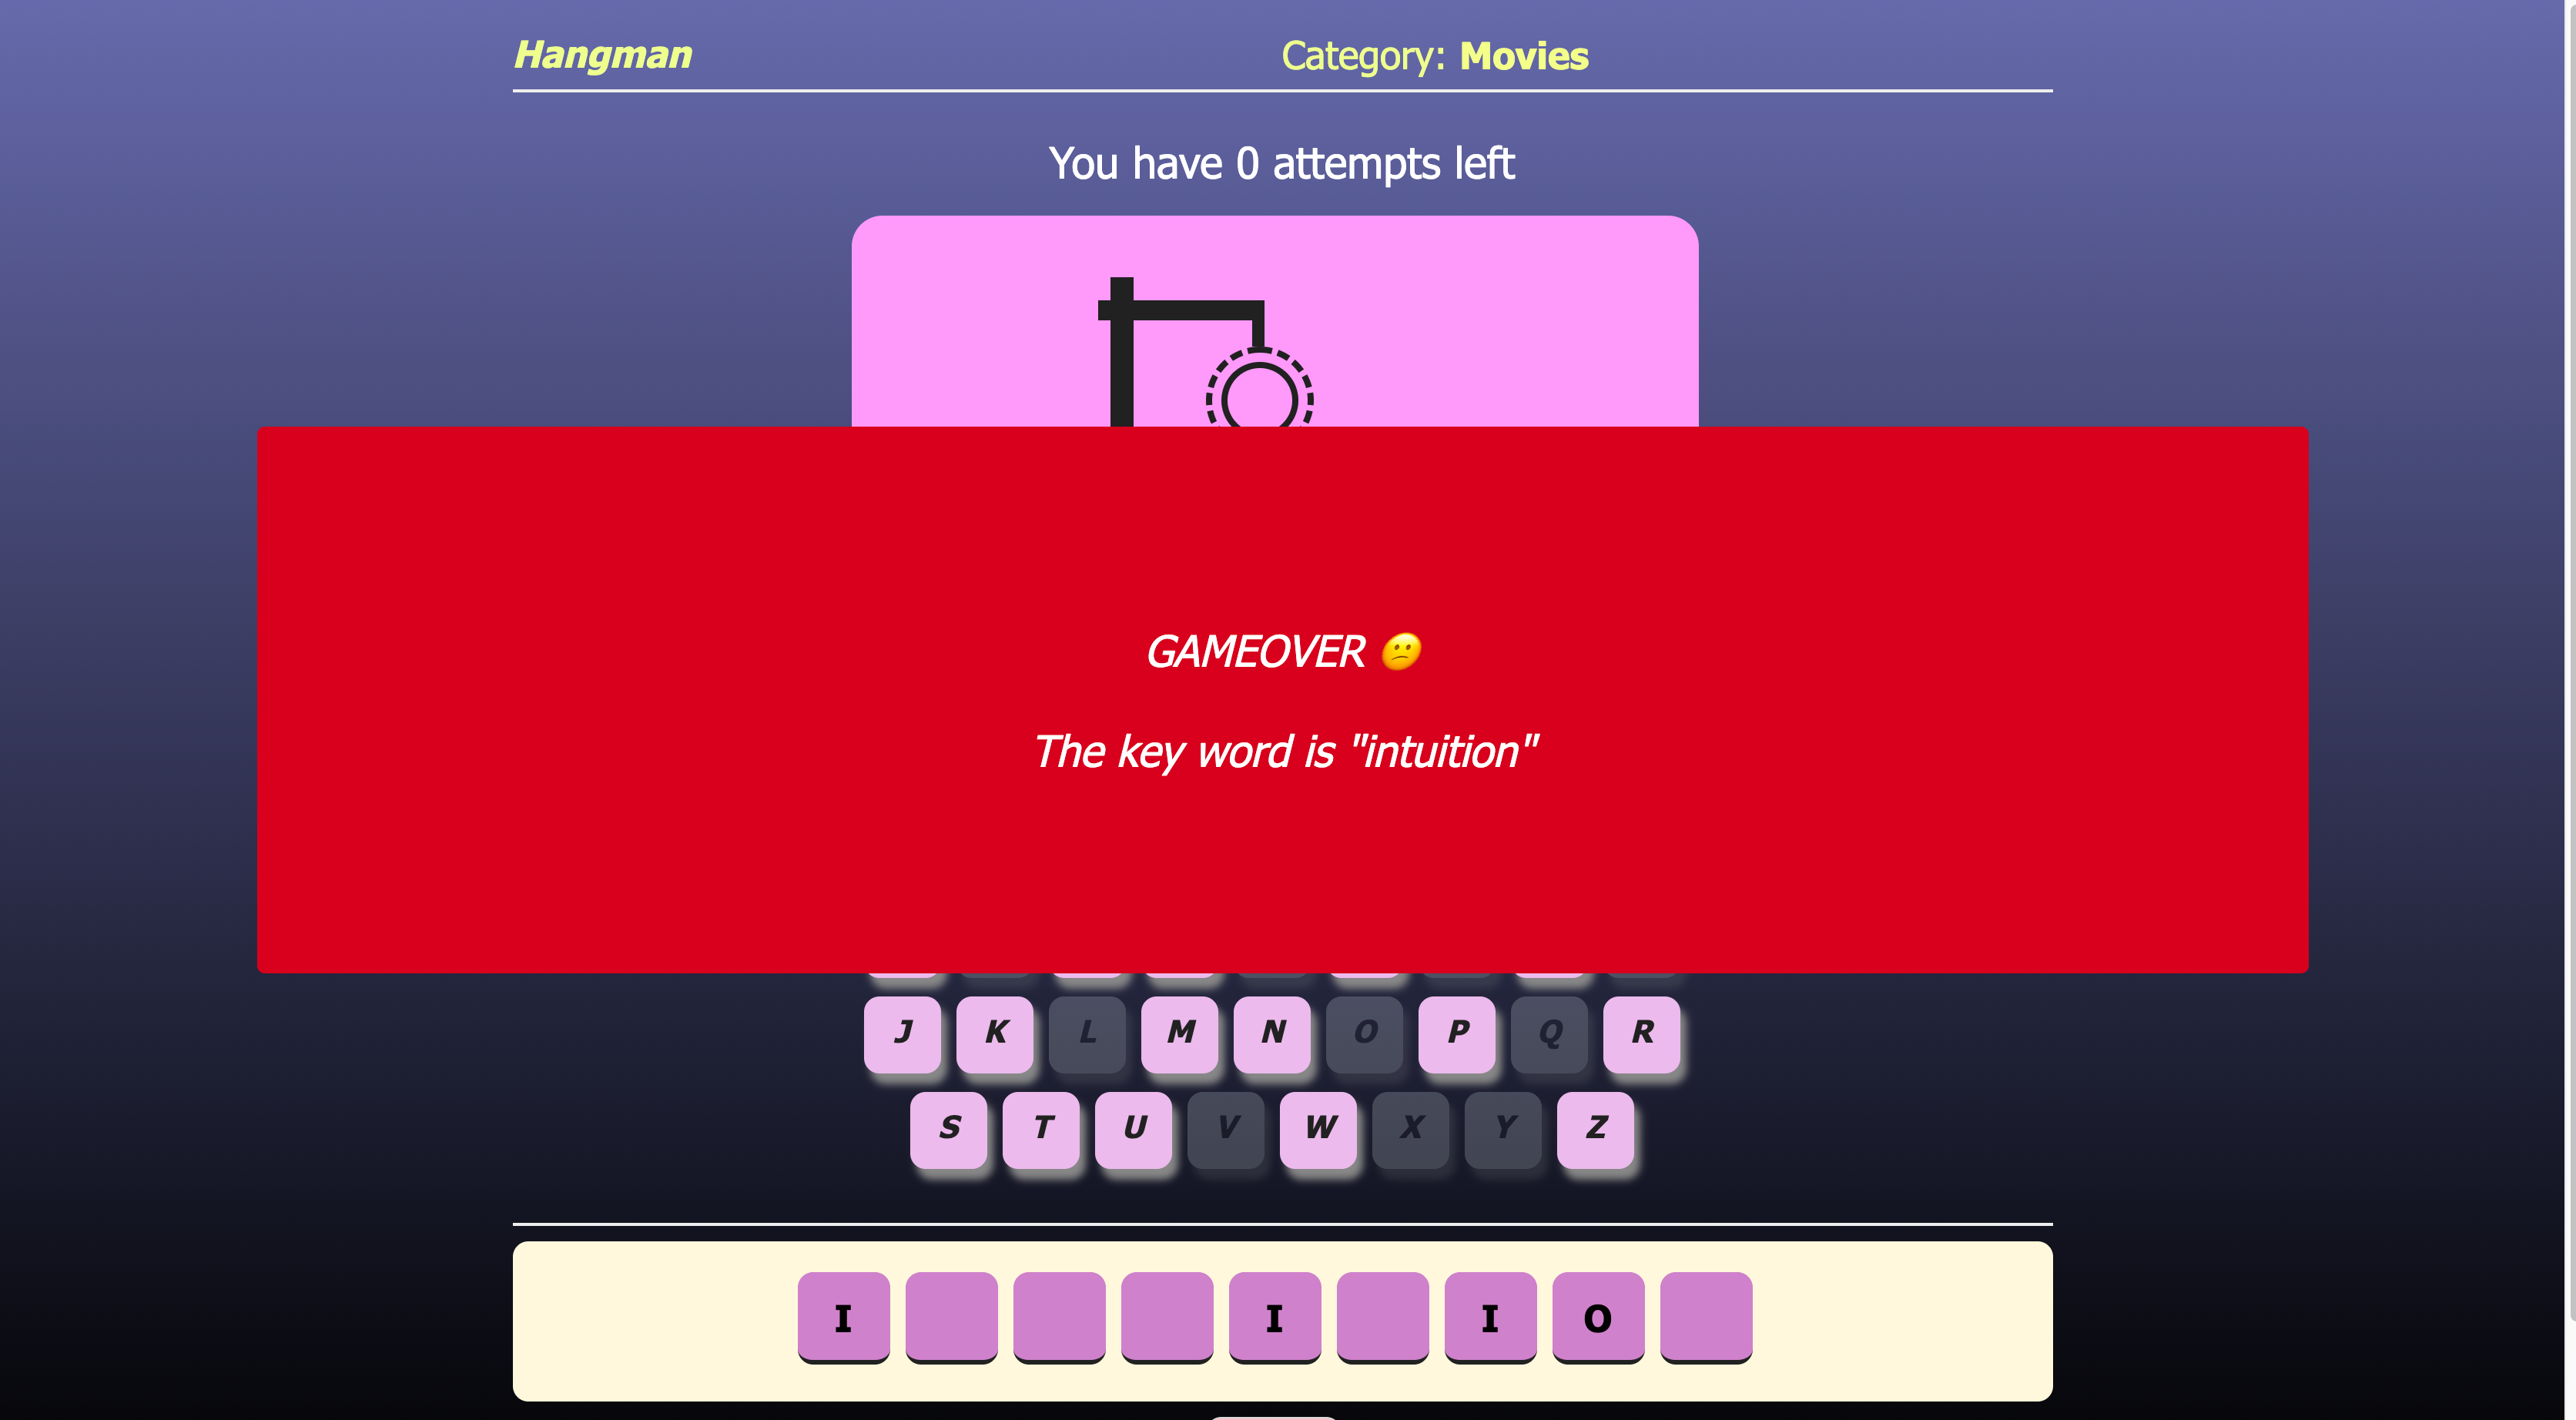 Hangman
Category: Movies
You have 0 attempts left
GAMEOVER
The key word is "intuition"
J K L M N O P Q R
S T U V W X Y Z
I I I O